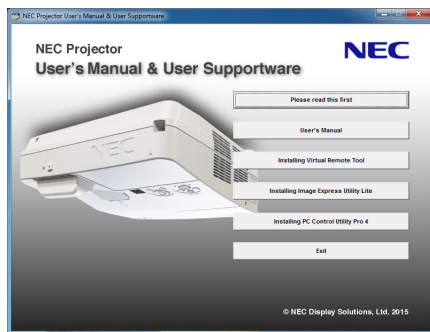 NEC Projector User's Manual & User Supportware
NEC Projector
NEC
User's Manual & User Supportware
Please read this first
User's Manual
NEC
Installing Virtual Remote Tool
Installing Image Express Utility Lite
Installing PC Control Utility Pro 4
Exit
© NEC Display Solutions, Ltd. 2015